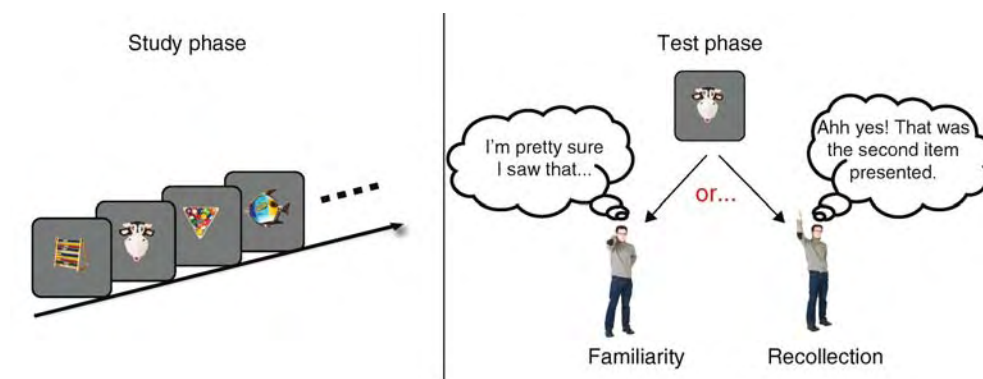 Study phase
Test phase
I'm pretty sure
I saw that...
Ahh yes! That was
the second item
presented.
or...
Familiarity
Recollection